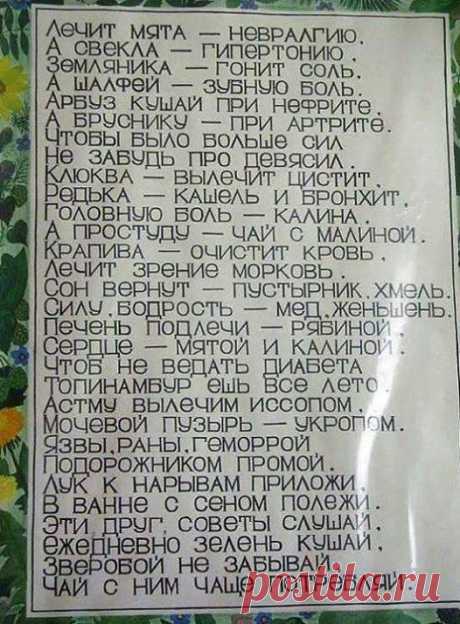 Лечит мята — невралгию,
А свекла — гипертонию.
Земляника — гонит соль.
А шалфей — зубную боль.
Арбуз кушай при нефрите,
А бруснику — при артрите.
Чтобы было больше сил
Не забудь про девясил.
Клюква — вылечит цистит,
Редька — кашель и бронхит.
Головную боль — калина.
А простуду — чай с малиной.
Крапива — очистит кровь.
Лечит зрение морковь.
Сон вернут — пустырник, хмель.
Силу, бодрость — мед, женьшень.
Печень подлечи — рябиной.
Сердце — мятой и калиной.
Чтоб не ведать диабета
Топинамбур ешь все лето.
Астму вылечим иссопом,
Мочевой пузырь — укропом.
Язвы, раны, геморрой
Подорожником промой.
Лук к нарывам приложи.
В ванне с сеном полежи.
Эти друг, советы слушай,
Ежедневно зелень кушай,
Зверобой не забывай.
Чай с ним чаще потребляй.
postila.ru